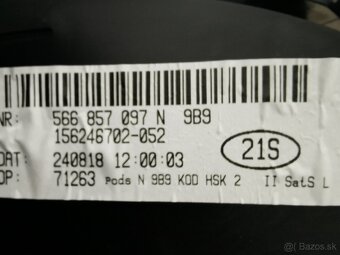 NR: 566 857 097 N 9B9
156246702-052
DAT: 240818 12:00:03
21S
OP: 71263 Pods N 9B9 KOD HSK 2 II SatS L
bazos.sk